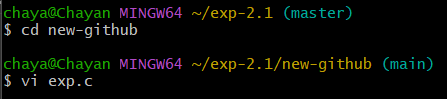 chaya@Chayan MINGW64 ~/exp-2.1 (master)
$ cd new-github
chaya@Chayan MINGW64 ~/exp-2.1/new-github (main)
$ vi exp.c